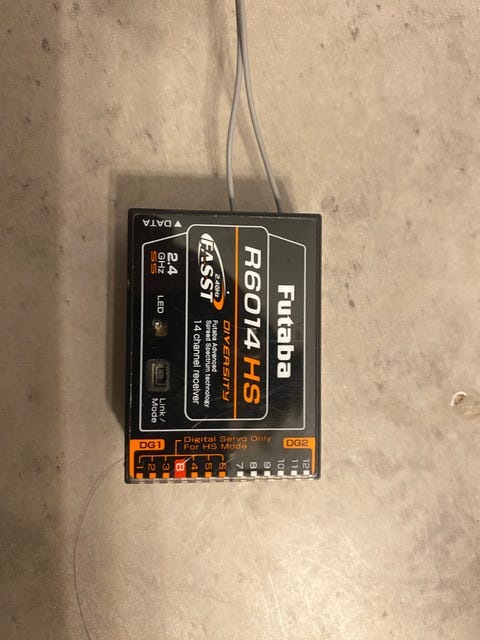 Futaba
R6014HS
DIVERSITY
2.4GHz
FASST
Futaba Advanced
Spread Spectrum technology
14 channel receiver
▼DATA
2.4
GHz
SS
LED
Link/
Mode
DG1
Digital Servo Only
For HS Mode
DG2
1 2 3 B 4 5 6 7 8 9 10 11 12